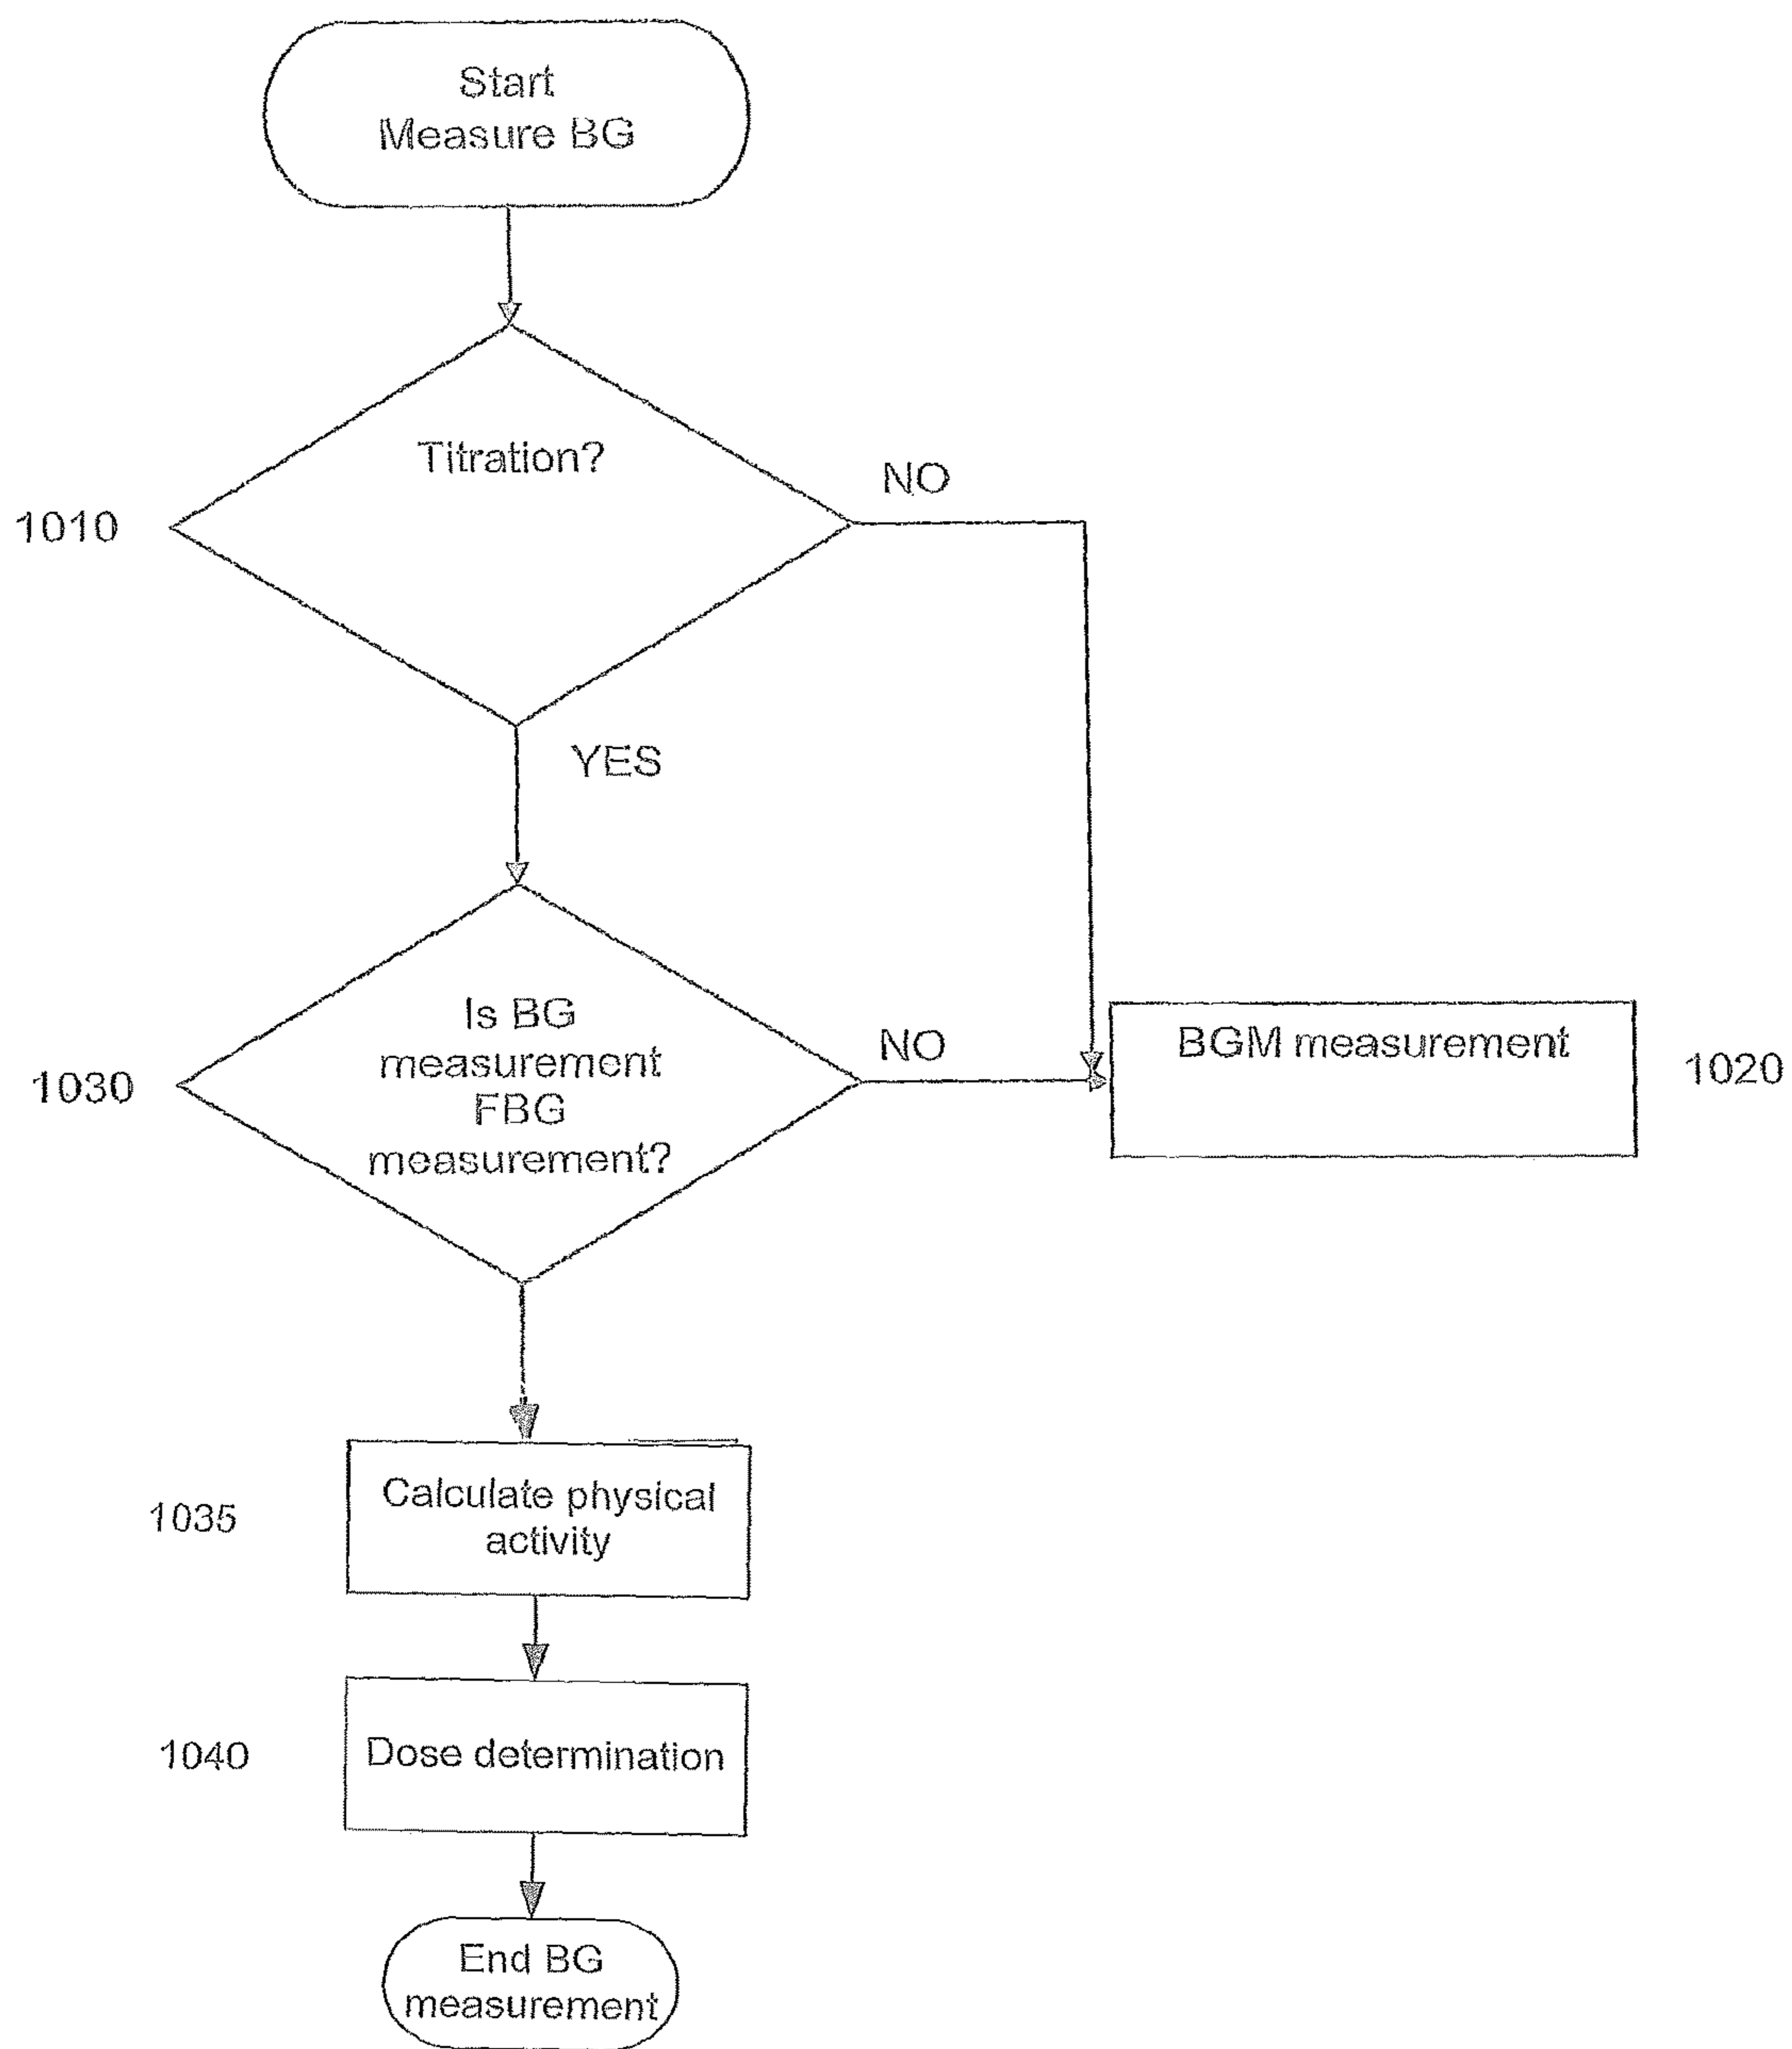 Start
Measure BG
Titration?
NO
1010
YES
Is BG
measurement
FBG
measurement?
NO
1030
BGM measurement
1020
Calculate physical
activity
1035
Dose determination
1040
End BG
measurement